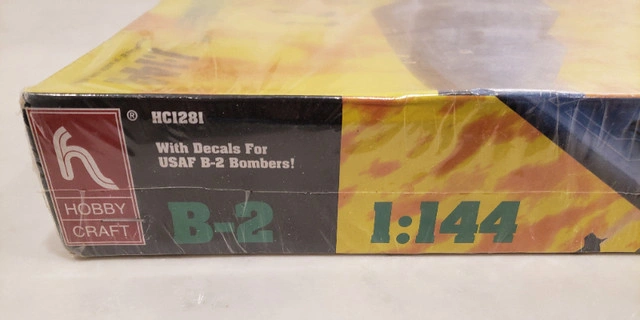 ® HC1281
With Decals For
USAF B-2 Bombers!
h
HOBBY
CRAFT
B-2
1:144